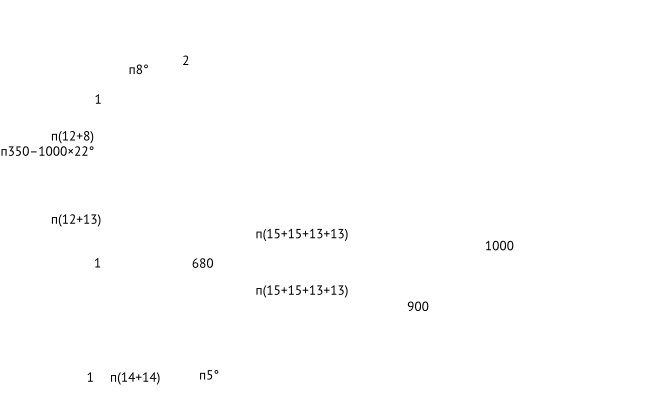 2
п8°
1
п(12+8)
п350–1000×22°
п(12+13)
п(15+15+13+13)
1000
1
680
п(15+15+13+13)
900
п5°
1
п(14+14)